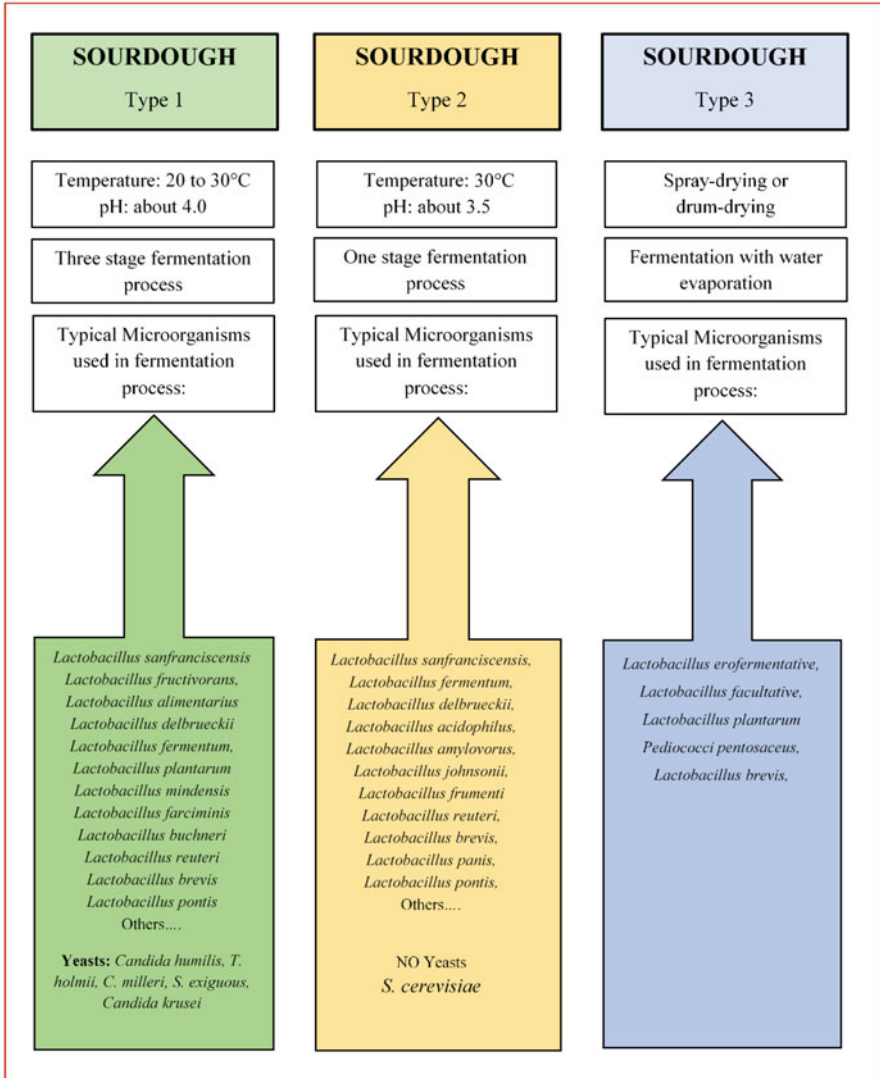 SOURDOUGH
Type 1
Temperature: 20 to 30°C
pH: about 4.0
Three stage fermentation
process
Typical Microorganisms
used in fermentation
process:
Lactobacillus sanfranciscensis
Lactobacillus fructivorans,
Lactobacillus alimentarius
Lactobacillus delbrueckii
Lactobacillus fermentum,
Lactobacillus plantarum
Lactobacillus mindensis
Lactobacillus farciminis
Lactobacillus buchneri
Lactobacillus reuteri
Lactobacillus brevis
Lactobacillus pontis
Others....
Yeasts: Candida humilis, T.
holmii, C. milleri, S. exiguous,
Candida krusei
SOURDOUGH
Type 2
Temperature: 30°C
pH: about 3.5
One stage fermentation
process
Typical Microorganisms
used in fermentation
process:
Lactobacillus sanfranciscensis,
Lactobacillus fermentum,
Lactobacillus delbrueckii,
Lactobacillus acidophilus,
Lactobacillus amylovorus,
Lactobacillus johnsonii,
Lactobacillus frumenti
Lactobacillus reuteri,
Lactobacillus brevis,
Lactobacillus panis,
Lactobacillus pontis,
Others....
NO Yeasts
S. cerevisiae
SOURDOUGH
Type 3
Spray-drying or
drum-drying
Fermentation with water
evaporation
Typical Microorganisms
used in fermentation
process:
Lactobacillus erofermentative,
Lactobacillus facultative,
Lactobacillus plantarum
Pediococci pentosaceus,
Lactobacillus brevis,